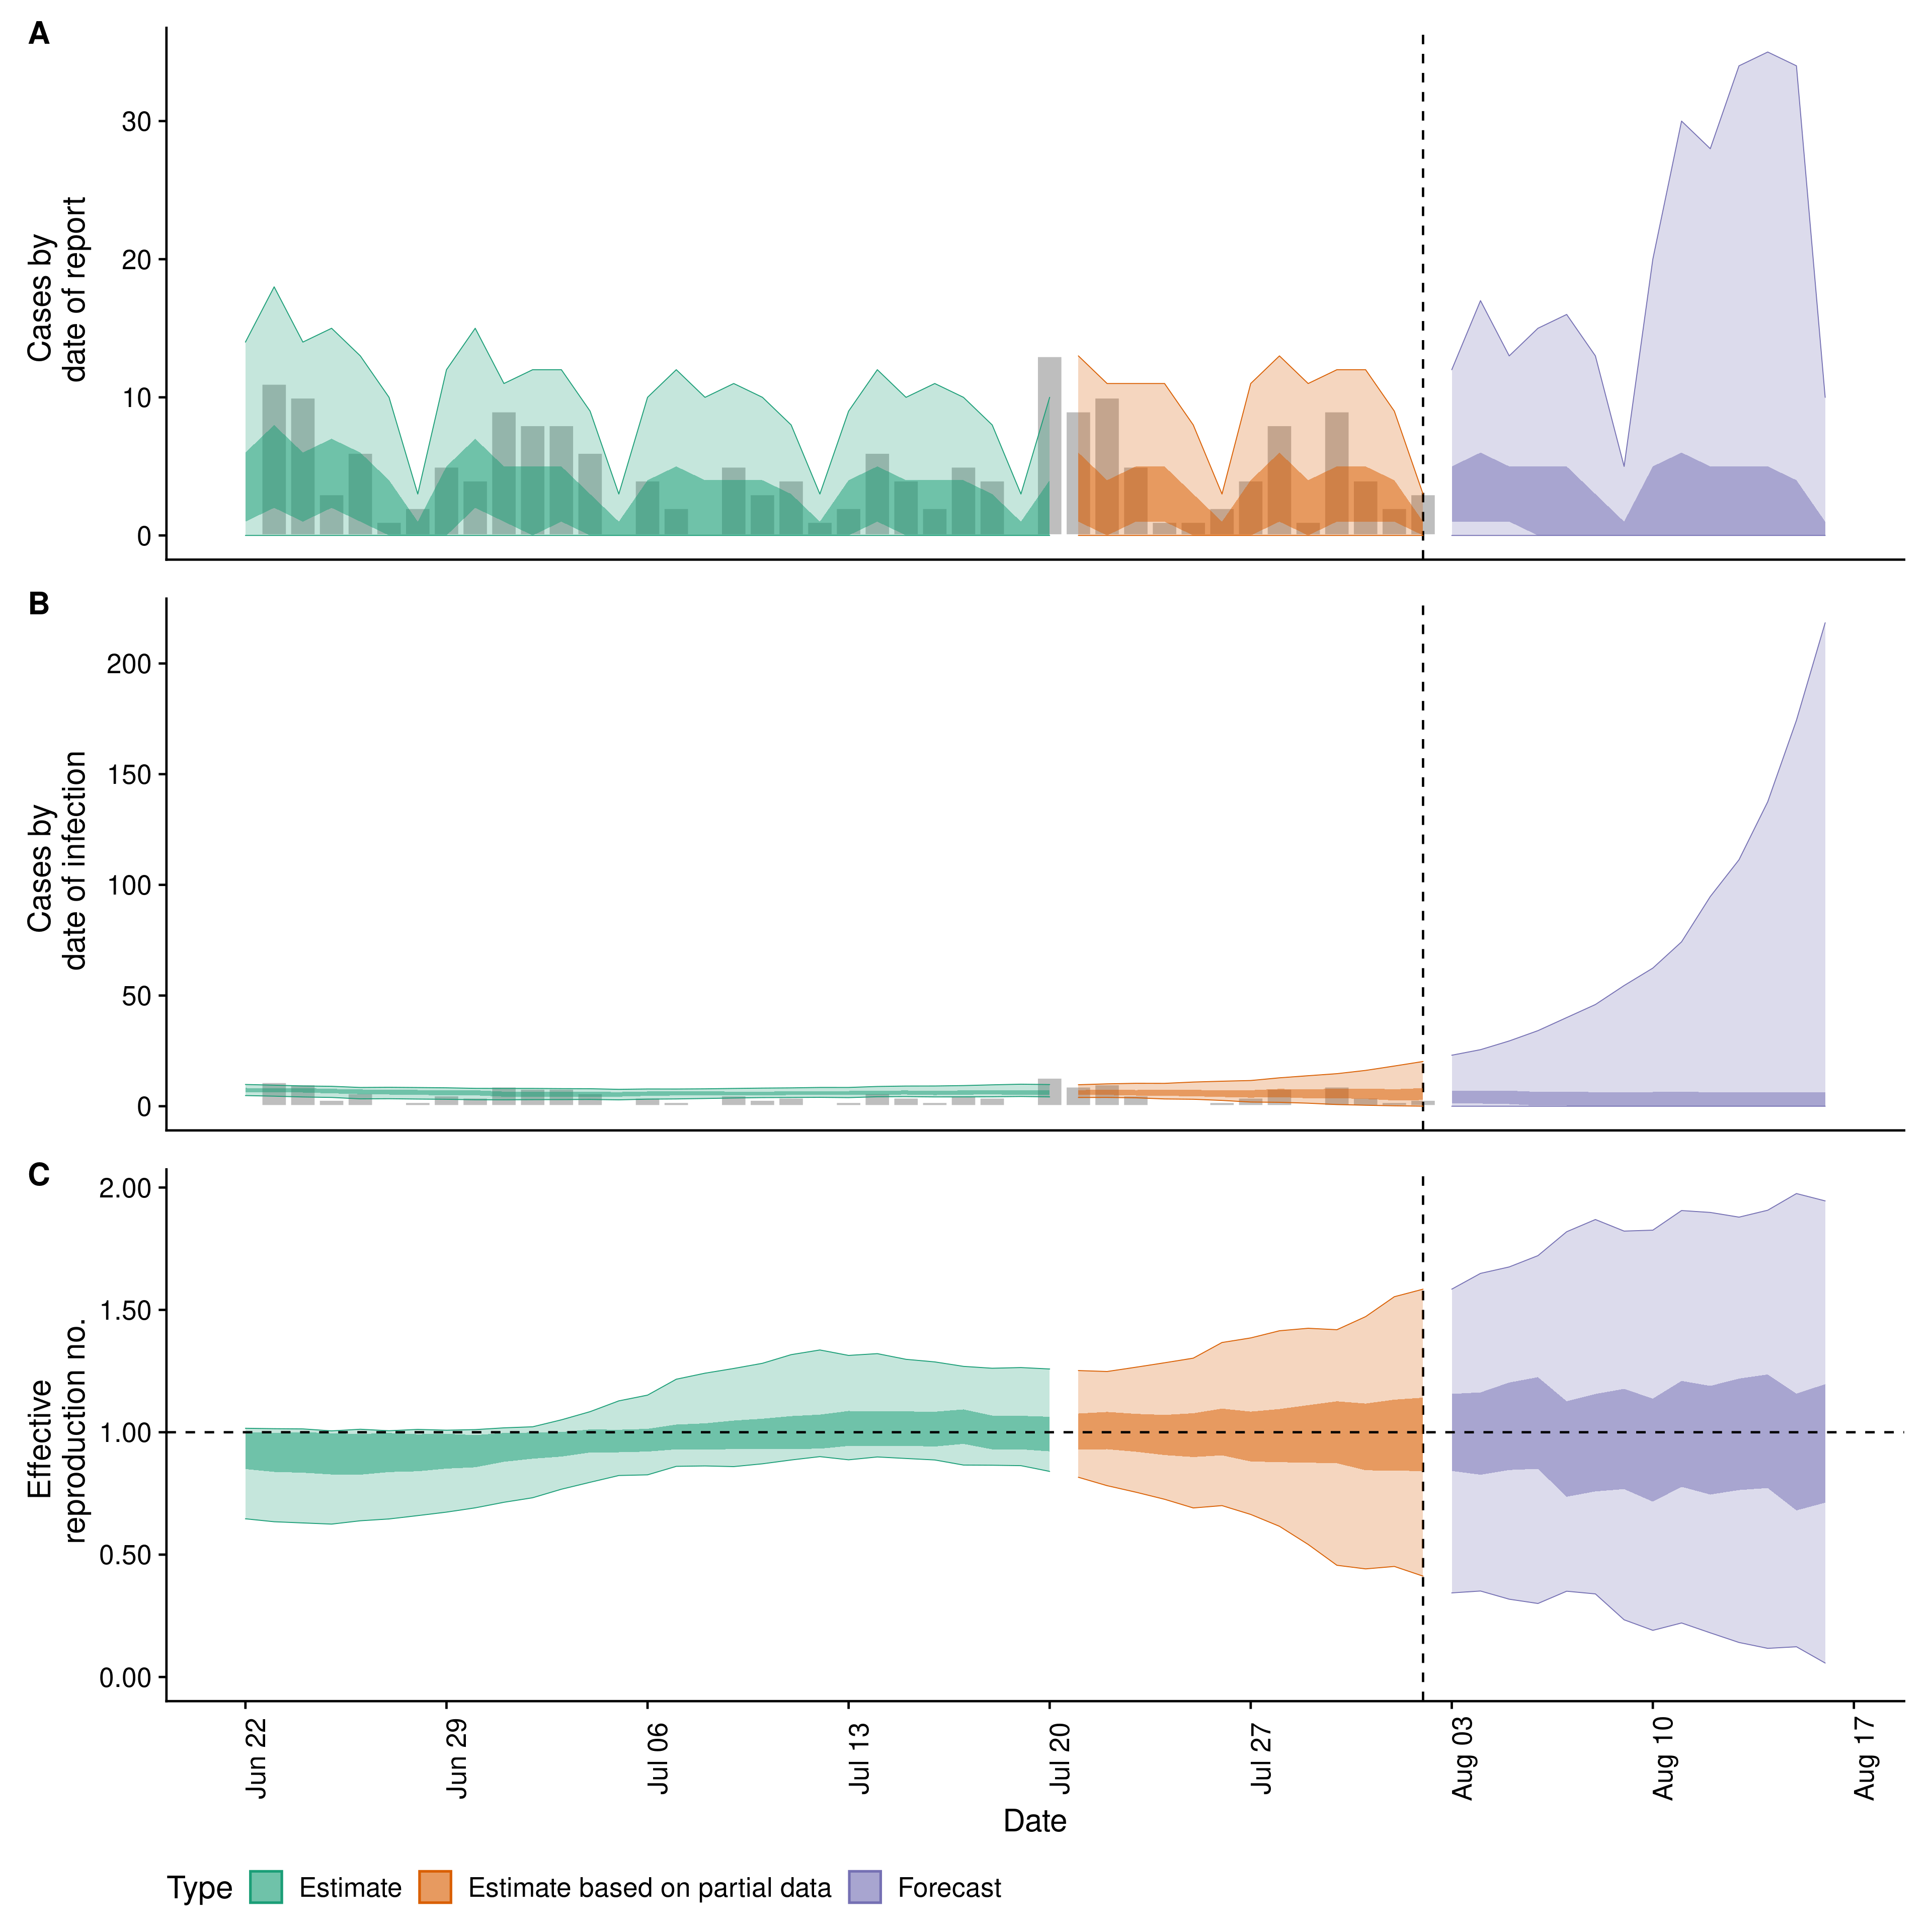 A
Cases by
date of report
30
20
10
0
B
Cases by
date of infection
200
150
100
50
0
C
Effective
reproduction no.
2.00
1.50
1.00
0.50
0.00
Jun 22
Jun 29
Jul 06
Jul 13
Jul 20
Jul 27
Aug 03
Aug 10
Aug 17
Date
Type Estimate Estimate based on partial data Forecast